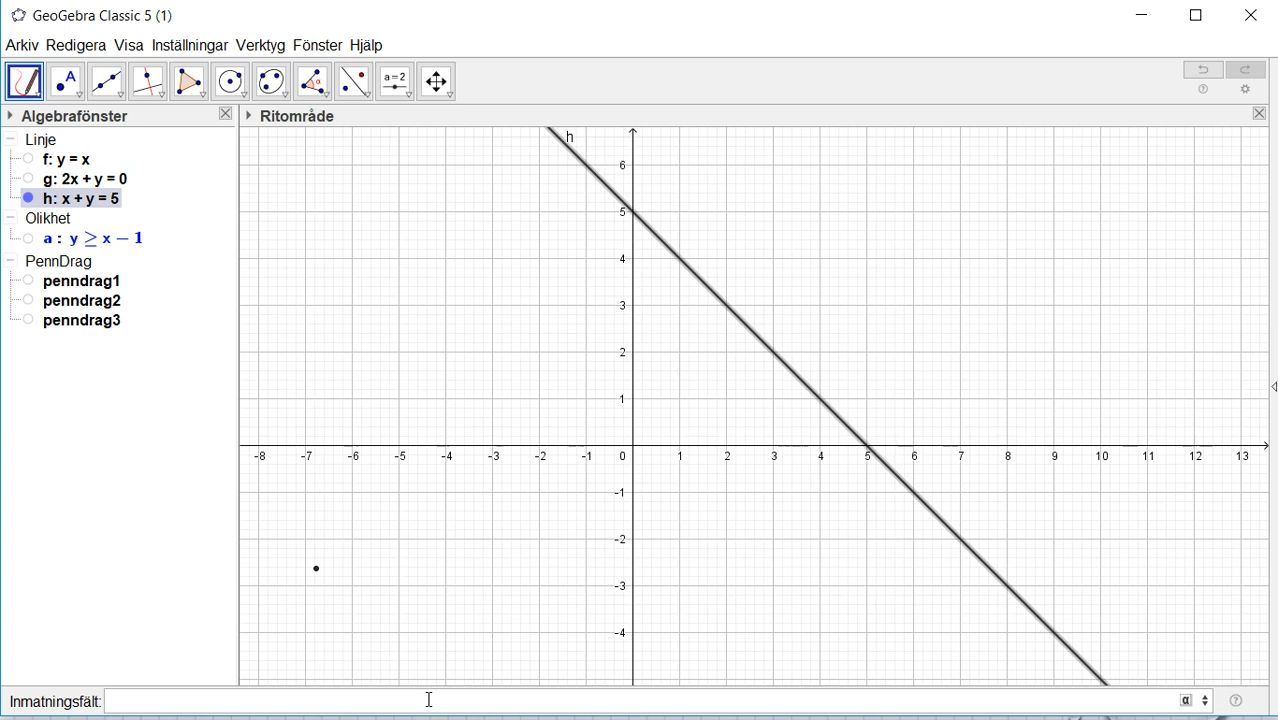 GeoGebra Classic 5 (1)
Arkiv Redigera Visa Inställningar Verktyg Fönster Hjälp
A
α
a=2
Algebrafönster
Ritområde
Linje
f: y = x
g: 2x + y = 0
h: x + y = 5
Olikhet
a : y ≥ x − 1
PennDrag
penndrag1
penndrag2
penndrag3
h
6
5
4
3
2
1
-8 -7 -6 -5 -4 -3 -2 -1 0 1 2 3 4 5 6 7 8 9 10 11 12 13
-1
-2
-3
-4
Inmatningsfält:
α